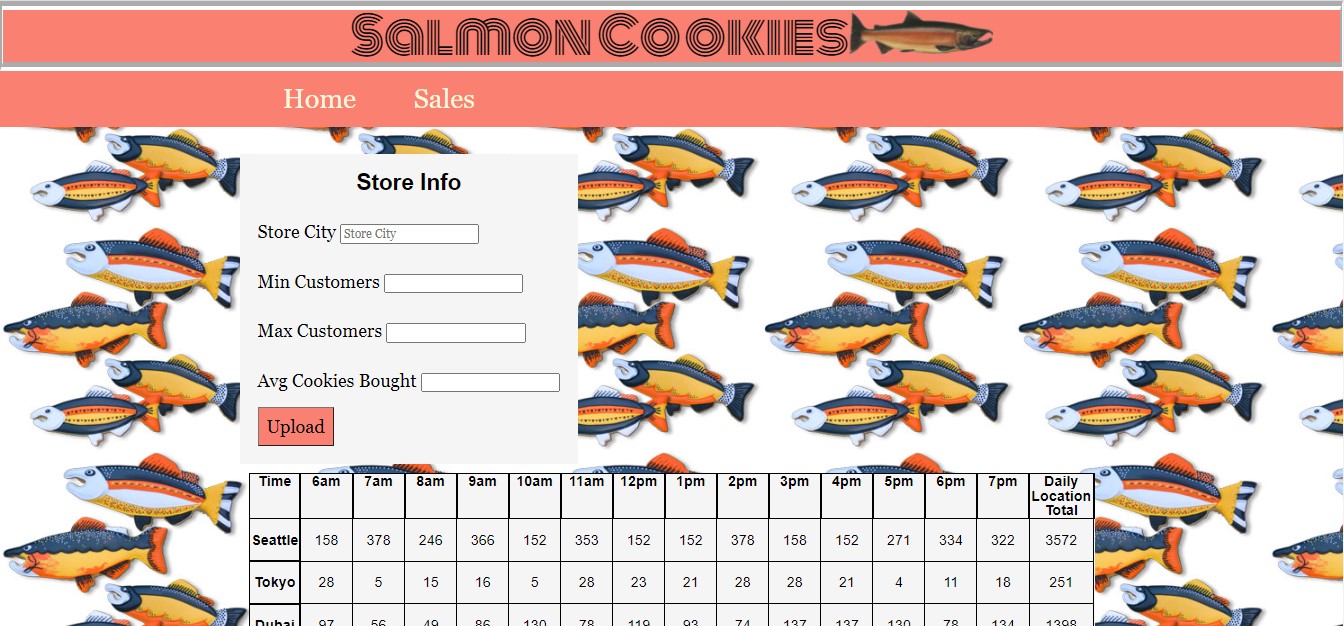 Salmon Cookies
Home Sales
Store Info
Store City Store City
Min Customers
Max Customers
Avg Cookies Bought
Upload
Time 6am 7am 8am 9am 10am 11am 12pm 1pm 2pm 3pm 4pm 5pm 6pm 7pm Daily
Location
Total
Seattle 158 378 246 366 152 353 152 152 378 158 152 271 334 322 3572
Tokyo 28 5 15 16 5 28 23 21 28 28 21 4 11 18 251
Dubai 97 56 49 86 130 78 119 93 74 137 137 130 78 134 1398